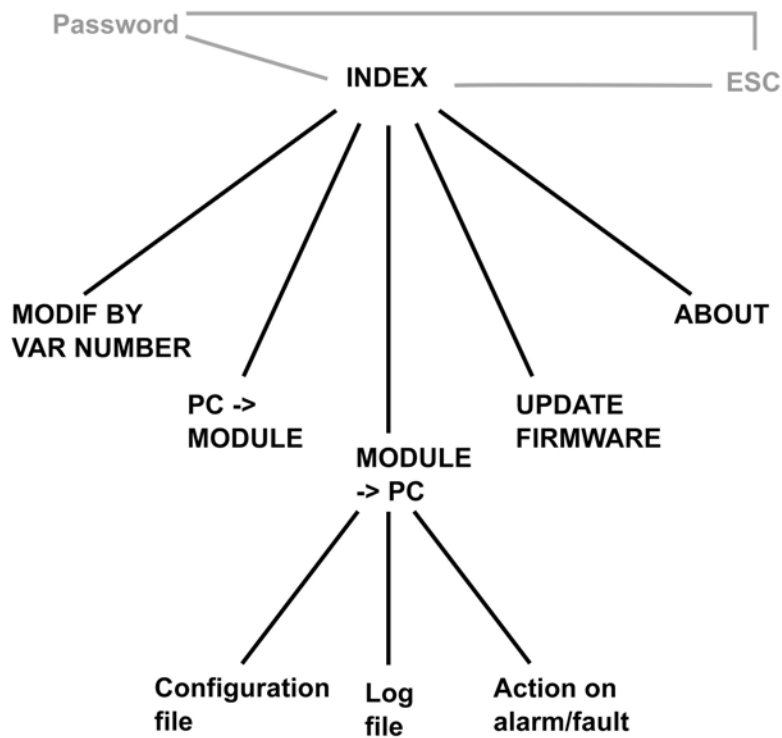 Password
INDEX
ESC
MODIF BY
VAR NUMBER
ABOUT
PC ->
MODULE
UPDATE
FIRMWARE
MODULE
-> PC
Configuration
file
Log
file
Action on
alarm/fault